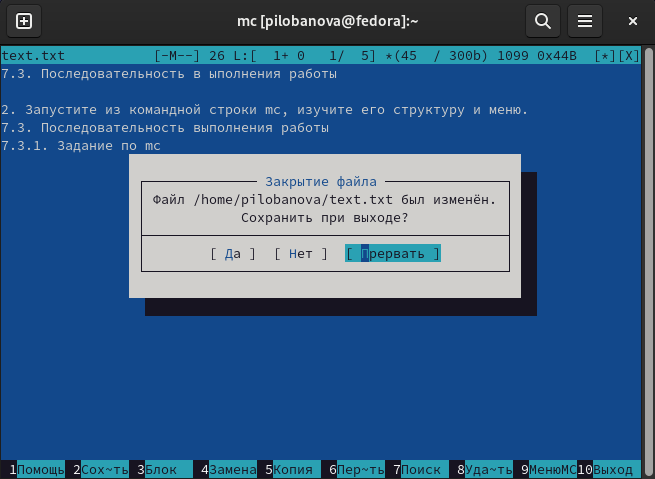 mc [pilobanova@fedora]:~
text.txt [-M--] 26 L:[ 1+ 0 1/ 5] *(45 / 300b) 1099 0x44B [*][X]
7.3. Последовательность в ыполнения работы
2. Запустите из командной строки mc, изучите его структуру и меню.
7.3. Последовательность выполнения работы
7.3.1. Задание по mc
Закрытие файла
Файл /home/pilobanova/text.txt был изменён.
Сохранить при выходе?
[ Да ] [ Нет ] [ Прервать ]
1Помощь 2Сох~ть 3Блок 4Замена 5Копия 6Пер~ть 7Поиск 8Уда~ть 9МенюMC 10Выход